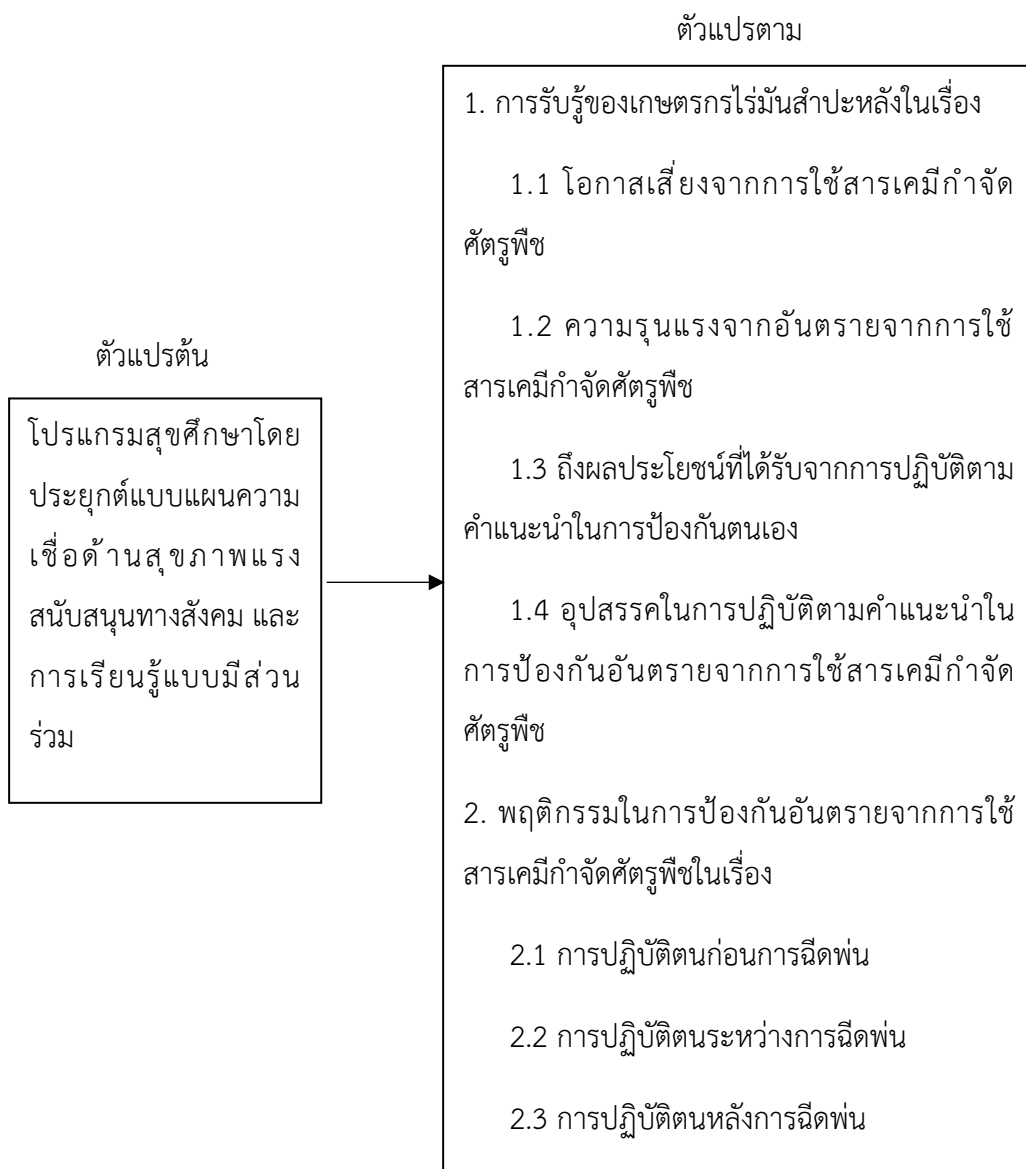 ตัวแปรตาม
1. การรับรู้ของเกษตรกรไร่มันสำปะหลังในเรื่อง
1.1 โอกาสเสี่ยงจากการใช้สารเคมีกำจัด
ศัตรูพืช
1.2 ความรุนแรงจากอันตรายจากการใช้
สารเคมีกำจัดศัตรูพืช
1.3 ถึงผลประโยชน์ที่ได้รับจากการปฏิบัติตาม
คำแนะนำในการป้องกันตนเอง
1.4 อุปสรรคในการปฏิบัติตามคำแนะนำใน
การป้องกันอันตรายจากการใช้สารเคมีกำจัด
ศัตรูพืช
2. พฤติกรรมในการป้องกันอันตรายจากการใช้
สารเคมีกำจัดศัตรูพืชในเรื่อง
2.1 การปฏิบัติตนก่อนการฉีดพ่น
2.2 การปฏิบัติตนระหว่างการฉีดพ่น
2.3 การปฏิบัติตนหลังการฉีดพ่น
ตัวแปรต้น
โปรแกรมสุขศึกษาโดย
ประยุกต์แบบแผนความ
เชื่อด้านสุขภาพแรง
สนับสนุนทางสังคม และ
การเรียนรู้แบบมีส่วน
ร่วม